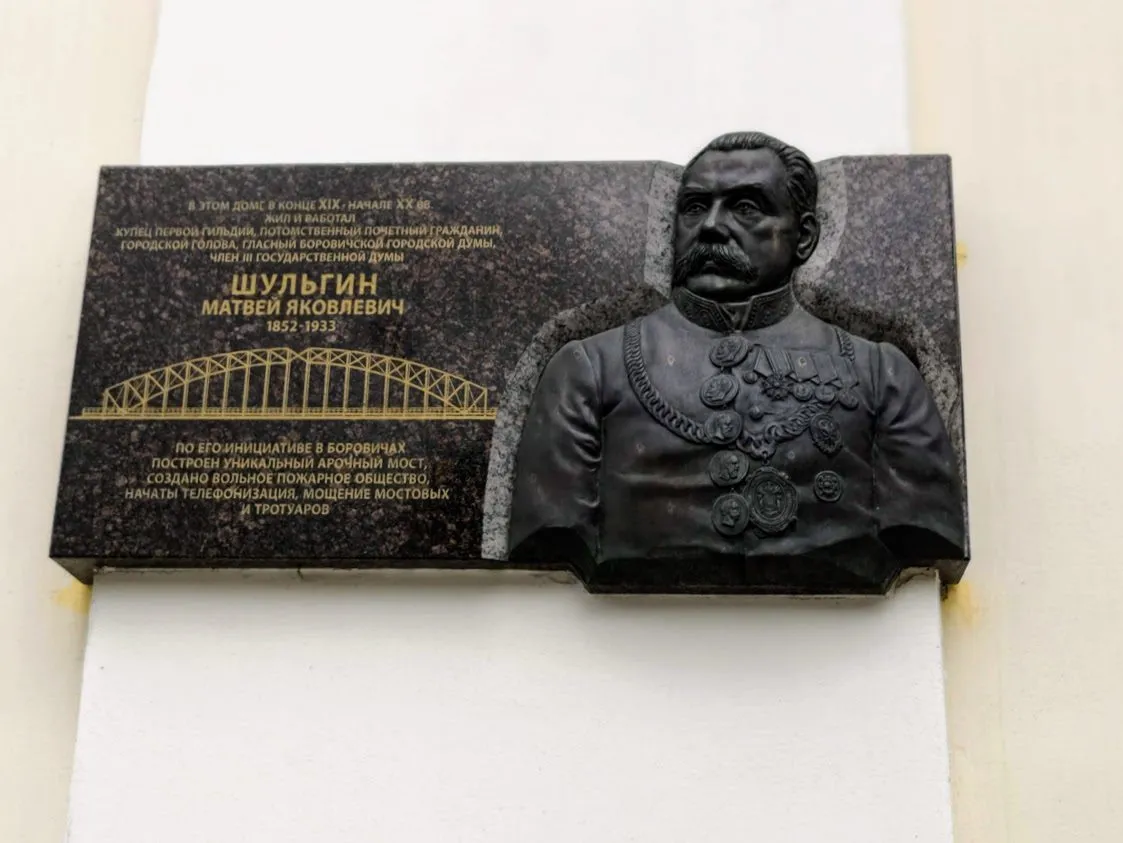 В ЭТОМ ДОМЕ В КОНЦЕ XIX - НАЧАЛЕ XX ВВ.
ЖИЛ И РАБОТАЛ
КУПЕЦ ПЕРВОЙ ГИЛЬДИИ, ПОТОМСТВЕННЫЙ ПОЧЕТНЫЙ ГРАЖДАНИН,
ГОРОДСКОЙ ГОЛОВА, ГЛАСНЫЙ БОРОВИЧСКОЙ ГОРОДСКОЙ ДУМЫ,
ЧЛЕН III ГОСУДАРСТВЕННОЙ ДУМЫ
ШУЛЬГИН
МАТВЕЙ ЯКОВЛЕВИЧ
1852-1933
ПО ЕГО ИНИЦИАТИВЕ В БОРОВИЧАХ
ПОСТРОЕН УНИКАЛЬНЫЙ АРОЧНЫЙ МОСТ,
СОЗДАНО ВОЛЬНОЕ ПОЖАРНОЕ ОБЩЕСТВО,
НАЧАТЫ ТЕЛЕФОНИЗАЦИЯ, МОЩЕНИЕ МОСТОВЫХ
И ТРОТУАРОВ